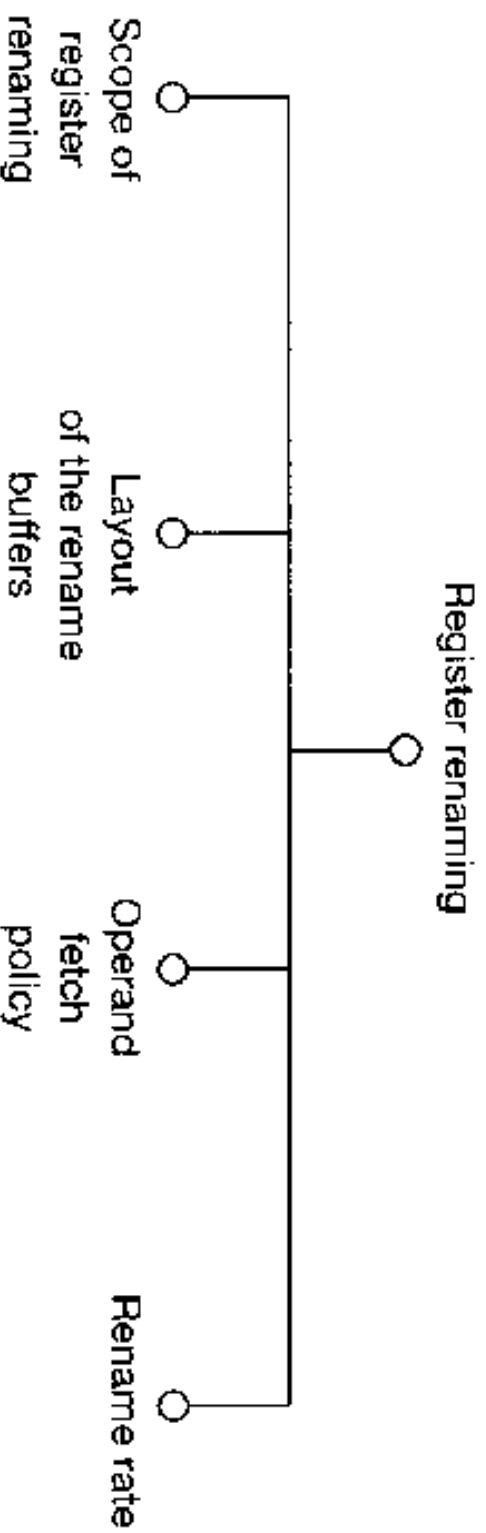 Register renaming
Scope of
register
renaming
Layout
of the rename
buffers
Operand
fetch
policy
Rename rate